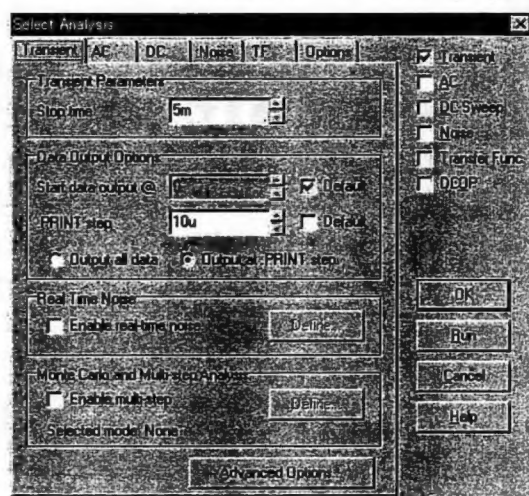 Select Analysis
Transient AC DC Noise TF Options
Transient Parameters
Stop time 5m
Data Output Options
Start data output @ 0 Default
.PRINT step 10u Default
Output all data Output at .PRINT step
Real Time Noise
Enable real-time noise Define...
Monte Carlo and Multi-step Analysis
Enable multi-step Define...
Selected mode: None
Advanced Options...
Transient
AC
DC Sweep
Noise
Transfer Func.
DCOP
OK
Run
Cancel
Help